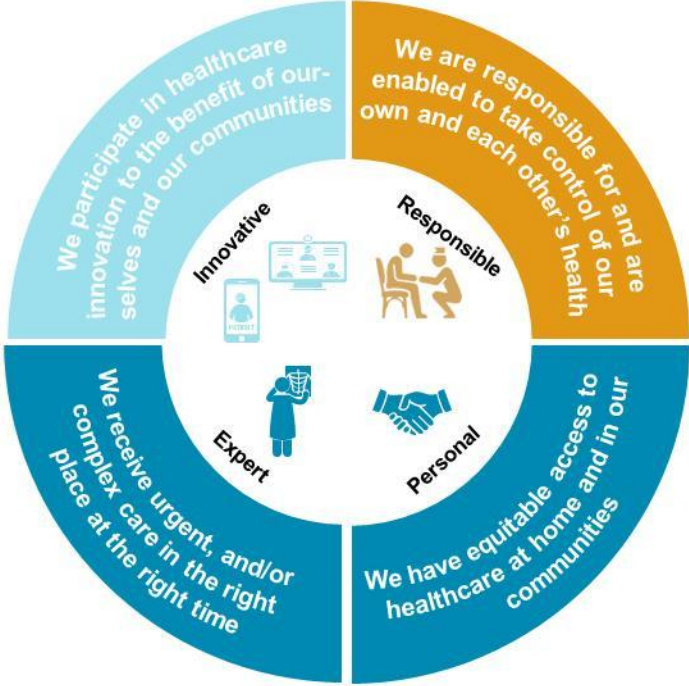 We participate in healthcare
innovation to the benefit of our-
selves and our communities
We are responsible for and are
enabled to take control of our
own and each other's health
Innovative
Responsible
PATIENT
Expert
Personal
We receive urgent, and/or
complex care in the right
place at the right time
We have equitable access to
healthcare at home and in our
communities